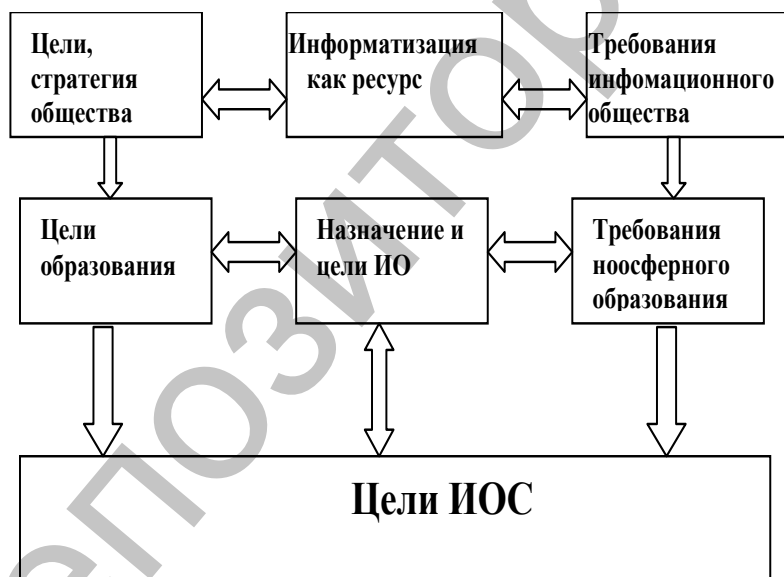 Цели,
стратегия
общества
Информатизация
как ресурс
Требования
инфомационного
общества
Цели
образования
Назначение и
цели ИО
Требования
ноосферного
образования
Цели ИОС
епозитор